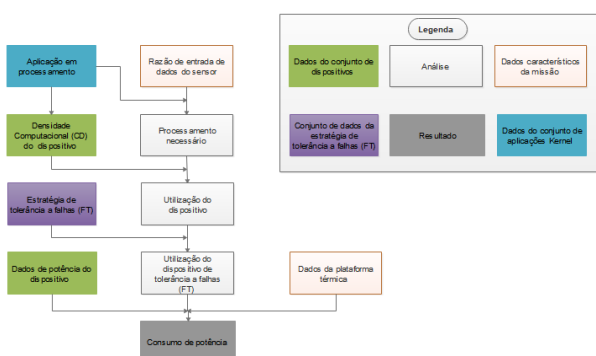 Aplicação em
processamento
Razão de entrada de
dados do sensor
Densidade
Computacional (CD)
do dispositivo
Processamento
necessário
Estratégia de
tolerância a falhas (FT)
Utilização do
dispositivo
Dados de potência do
dispositivo
Utilização do
dispositivo de
tolerância a falhas
(FT)
Dados da plataforma
térmica
Consumo de potência
Legenda
Dados do conjunto de
dispositivos
Análise
Dados característicos
da missão
Conjunto de dados da
estratégia de
tolerância a falhas (FT)
Resultado
Dados do conjunto de
aplicações Kernel